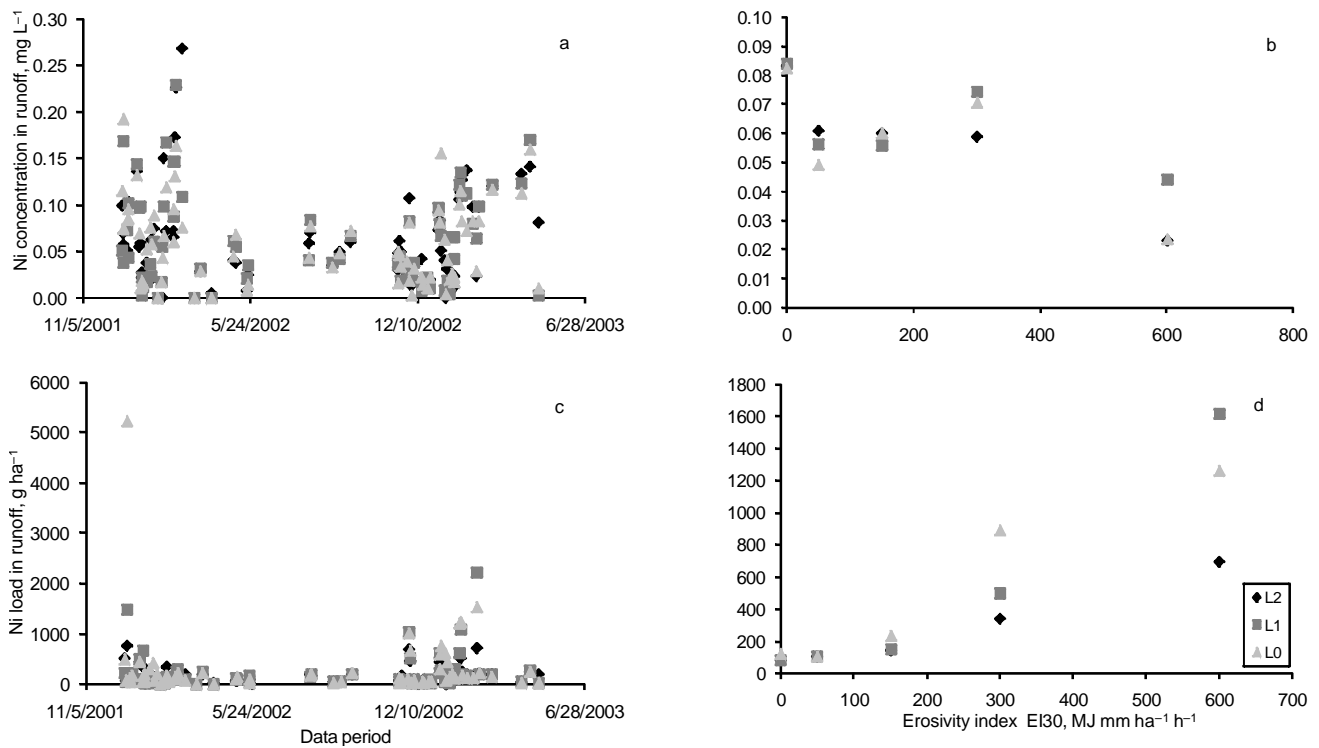 Ni concentration in runoff, mg L⁻¹
0.30
0.25
0.20
0.15
0.10
0.05
0.00
11/5/2001 5/24/2002 12/10/2002 6/28/2003
a
0.10
0.09
0.08
0.07
0.06
0.05
0.04
0.03
0.02
0.01
0.00
0 200 400 600 800
b
Ni load in runoff, g ha⁻¹
6000
5000
4000
3000
2000
1000
0
11/5/2001 5/24/2002 12/10/2002 6/28/2003
Data period
c
1800
1600
1400
1200
1000
800
600
400
200
0
0 100 200 300 400 500 600 700
Erosivity index EI30, MJ mm ha⁻¹ h⁻¹
d
L2
L1
L0